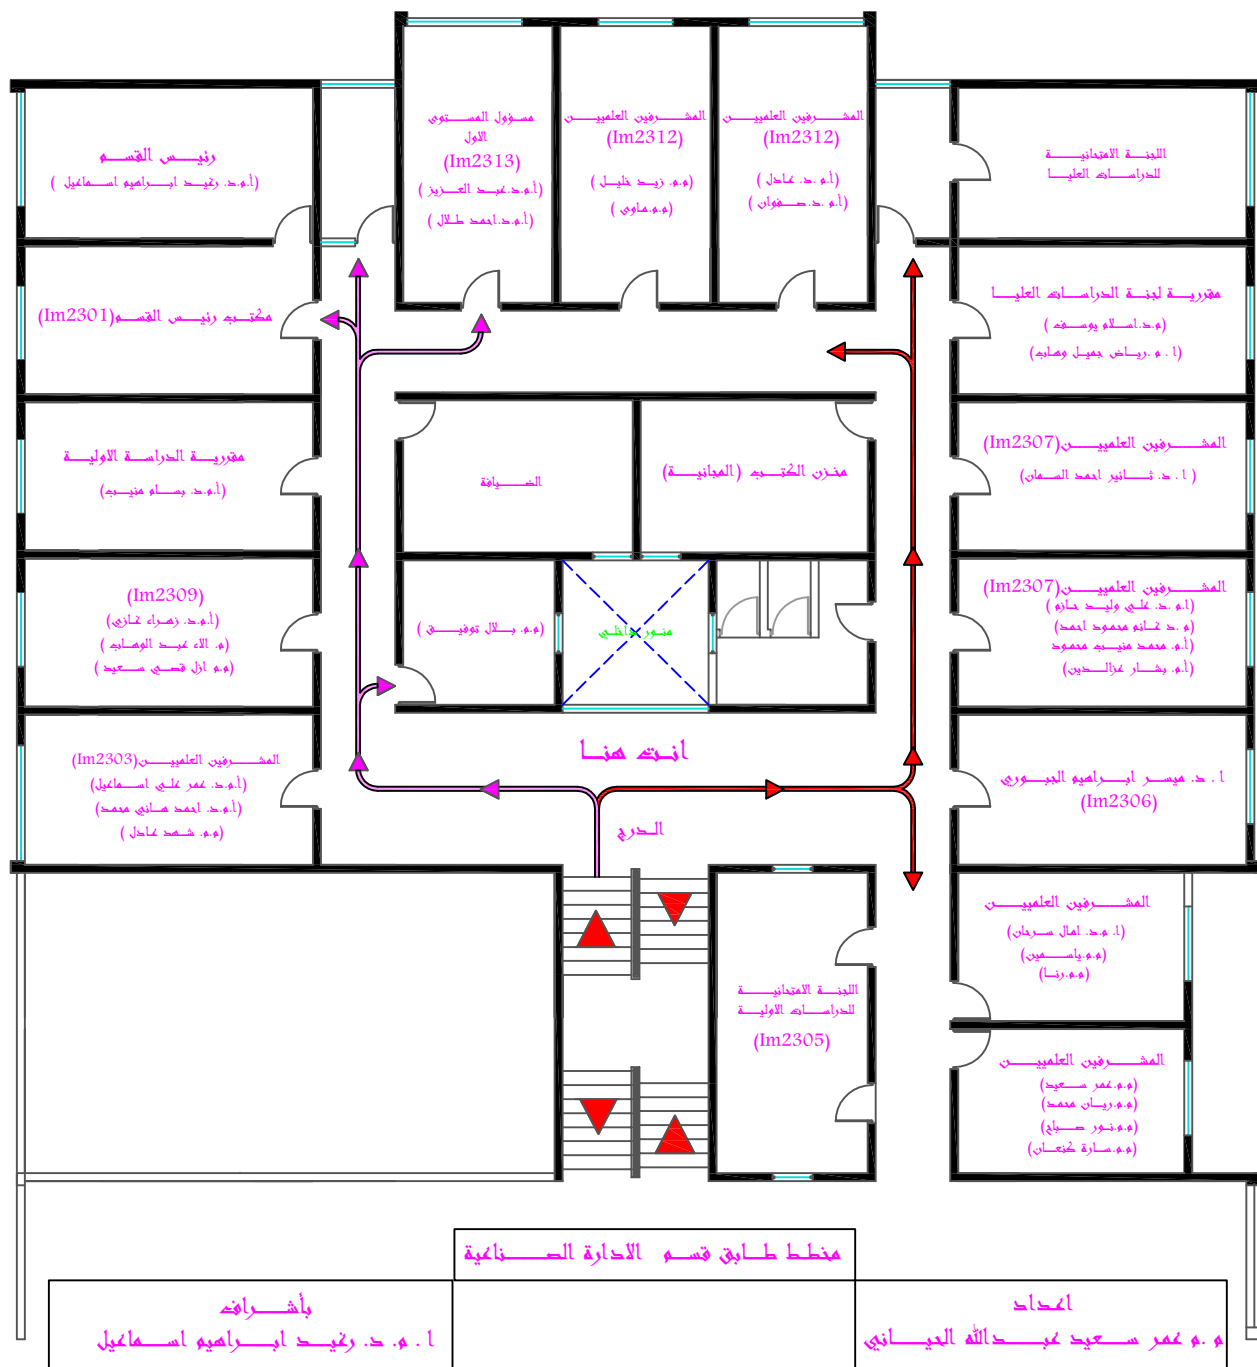 مسؤول المستوى
الاول
(Im2313)
(أ.م.د.عبد العزيز )
(أ.م.د.احمد طلال )
المشرفين العلميين
(Im2312)
(م.م. زيد خليل )
(م.م.ماوى )
المشرفين العلميين
(Im2312)
(أ.م .د. عادل )
(أ.م .د. صفوان )
رئيس القسم
(أ.م.د. رغيد ابراهيم اسماعيل )
اللجنة الامتحانية
للدراسات العليا
مكتب رئيس القسم(Im2301)
مقررية لجنة الدراسات العليا
(م.د.اسلام يوسف )
(ا . م .رياض جميل وهاب)
مقررية الدراسة الاولية
(أ.م.د. بسام منيب)
الضيافة
مخزن الكتب (المجانية)
المشرفين العلميين(Im2307)
( ا . د. ثائير احمد السمان)
(Im2309)
(أ.م.د. زهراء غازي)
(م. الاء عبد الوهاب )
(م.م ازل قصي سعيد )
(م.م. بلال توفيق )
منور داخلي
المشرفين العلميين(Im2307)
(ا.م .د. علي وليد حازم )
(م .د غانم محمود احمد)
(أ.م. محمد منيب محمود
(أ.م. بشار عزالدين)
المشرفين العلميين(Im2303)
(أ.م.د. عمر علي اسماعيل)
(أ.م.د. احمد هاني محمد)
(م.م. شهد عادل )
انت هنا
الدرج
ا . د. ميسر ابراهيم الجبوري
(Im2306)
المشرفين العلميين
(ا. م.د. امال سرحان)
(م.م.ياسمين)
(م.م.رنا)
اللجنة الامتحانية
للدراسات الاولية
(Im2305)
المشرفين العلميين
(م.م.عمر سعيد)
(م.م.ريان محمد)
(م.م.نور صباح)
(م.م.سارة كنعان)
مخطط طابق قسم الادارة الصناعية
اعداد
م .م عمر سعيد عبدالله الحياني
بأشراف
ا . م. د. رغيد ابراهيم اسماعيل